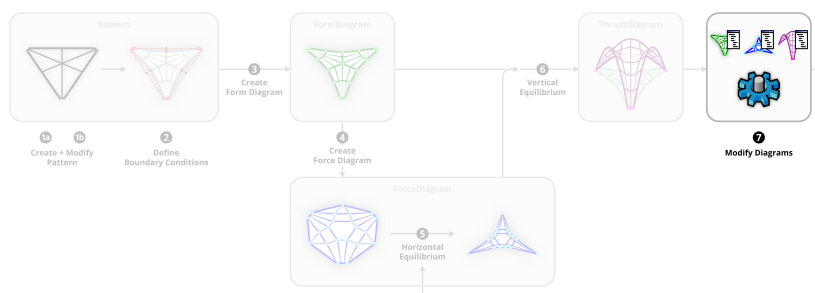 Pattern
FormDiagram
ThrustDiagram
3
Create
Form Diagram
6
Vertical
Equilibrium
1a
1b
Create + Modify
Pattern
2
Define
Boundary Conditions
4
Create
Force Diagram
7
Modify Diagrams
ForceDiagram
5
Horizontal
Equilibrium